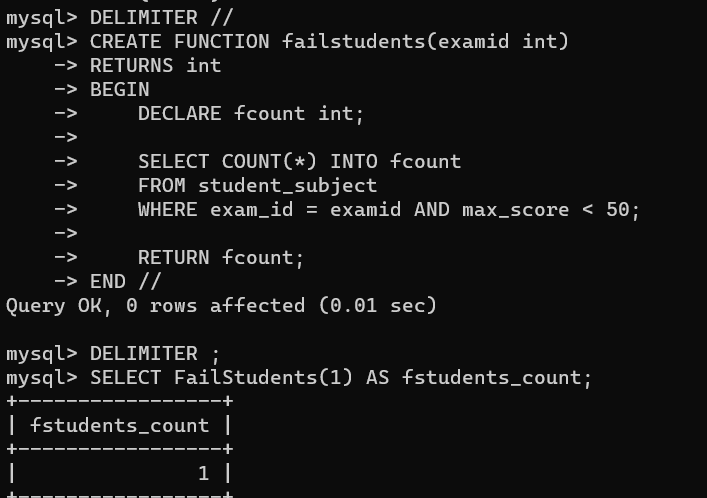 mysql> DELIMITER //
mysql> CREATE FUNCTION failstudents(examid int)
    -> RETURNS int
    -> BEGIN
    ->     DECLARE fcount int;
    ->
    ->     SELECT COUNT(*) INTO fcount
    ->     FROM student_subject
    ->     WHERE exam_id = examid AND max_score < 50;
    ->
    ->     RETURN fcount;
    -> END //
Query OK, 0 rows affected (0.01 sec)

mysql> DELIMITER ;
mysql> SELECT FailStudents(1) AS fstudents_count;
+-----------------+
| fstudents_count |
+-----------------+
|               1 |
+-----------------+